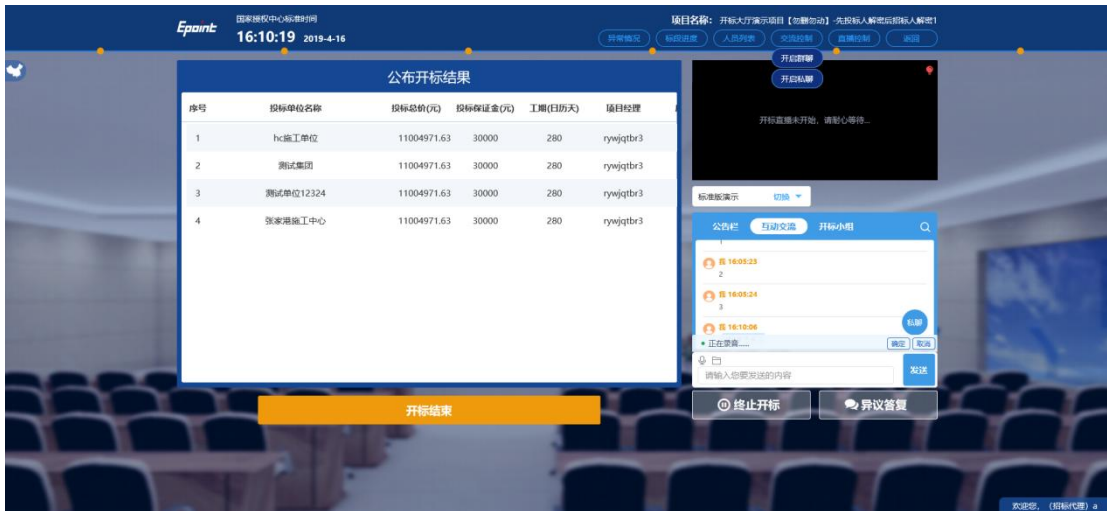 Epoint
国家授权中心标准时间
16:10:19 2019-4-16
项目名称: 开标大厅演示项目【勿删勿动】-先投标人解密后招标人解密1
异常情况 标段进度 人员列表 交流控制 直播控制 返回
开启群聊
开启私聊
公布开标结果
序号 投标单位名称 投标总价(元) 投标保证金(元) 工期(日历天) 项目经理
1 hc施工单位 11004971.63 30000 280 rywjqtbr3
2 测试集团 11004971.63 30000 280 rywjqtbr3
3 测试单位12324 11004971.63 30000 280 rywjqtbr3
4 张家港施工中心 11004971.63 30000 280 rywjqtbr3
开标直播未开始，请耐心等待...
标准版演示 切换
公告栏 互动交流 开标小组
1
我 16:05:23
2
我 16:05:24
3
我 16:10:06
私聊
正在录音...... 确定 取消
请输入您要发送的内容
发送
开标结束
终止开标 异议答复
欢迎您, (招标代理) a